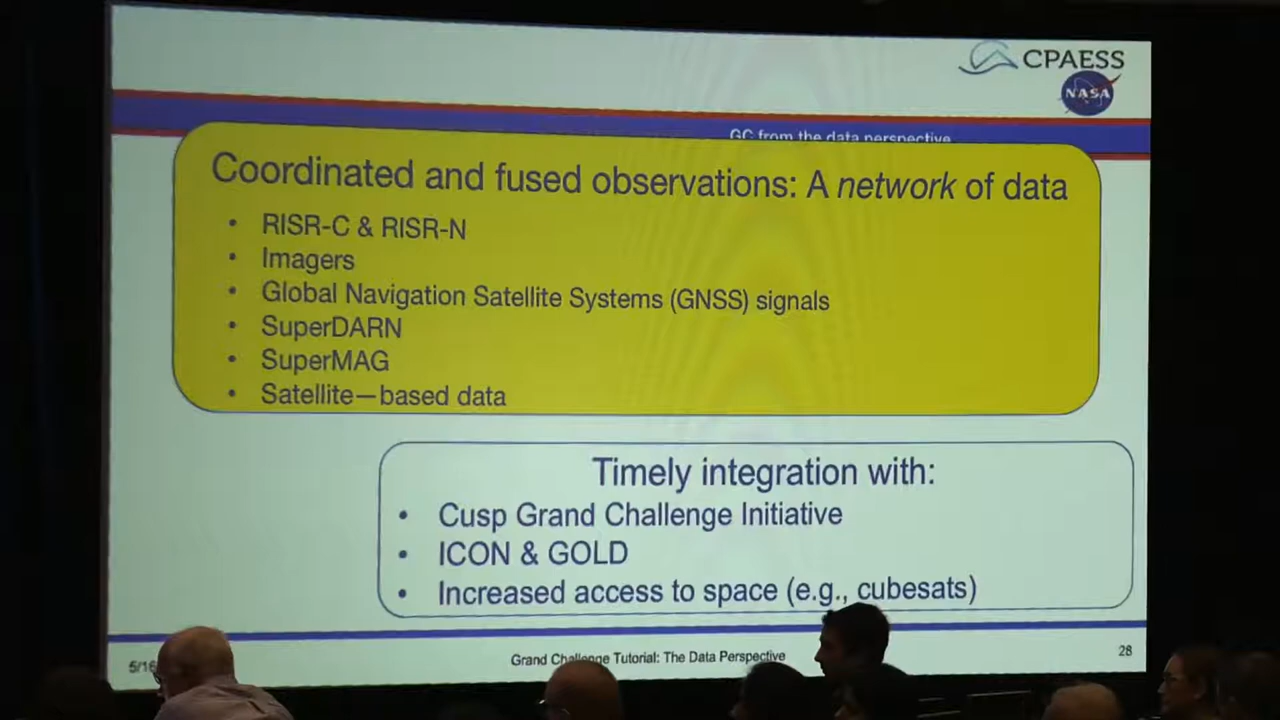 CPAESS
NASA
GC from the data perspective
Coordinated and fused observations: A network of data
• RISR-C & RISR-N
• Imagers
• Global Navigation Satellite Systems (GNSS) signals
• SuperDARN
• SuperMAG
• Satellite—based data
Timely integration with:
• Cusp Grand Challenge Initiative
• ICON & GOLD
• Increased access to space (e.g., cubesats)
5/16
Grand Challenge Tutorial: The Data Perspective
28